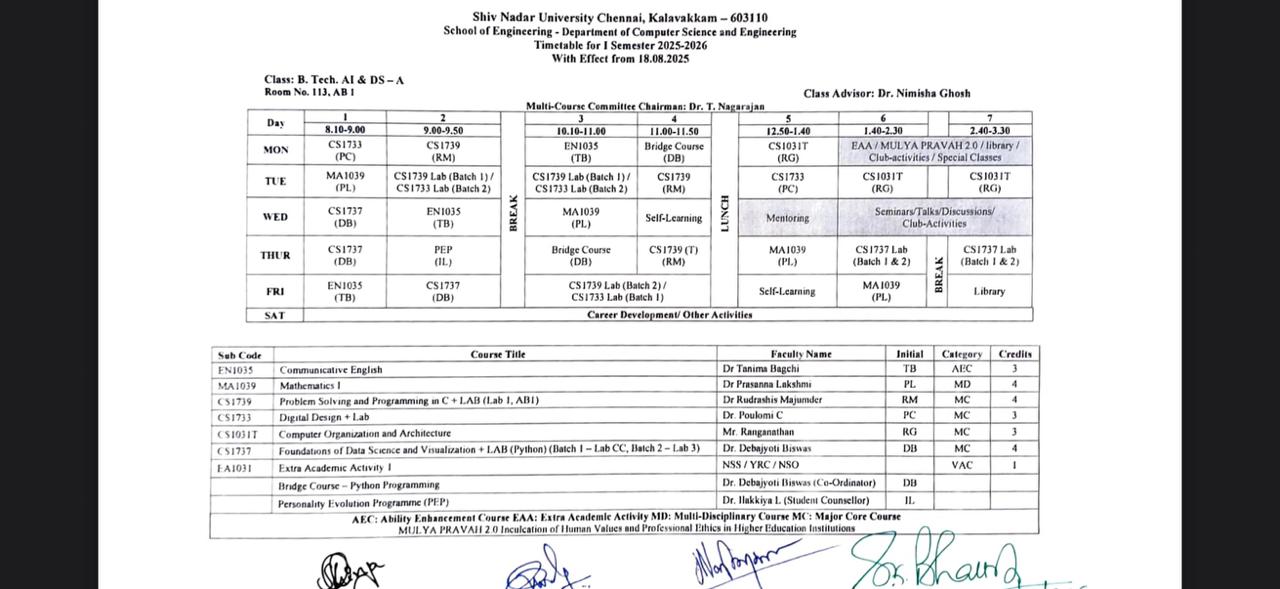 Shiv Nadar University Chennai, Kalavakkam – 603110
School of Engineering - Department of Computer Science and Engineering
Timetable for I Semester 2025-2026
With Effect from 18.08.2025
Class: B. Tech. AI & DS – A
Room No. 113, AB 1
Class Advisor: Dr. Nimisha Ghosh
Multi-Course Committee Chairman: Dr. T. Nagarajan
Day 1 2 BREAK 3 4 LUNCH 5 6 7
8.10-9.00 9.00-9.50 10.10-11.00 11.00-11.50 12.50-1.40 1.40-2.30 2.40-3.30
MON CS1733 (PC) CS1739 (RM) EN1035 (TB) Bridge Course (DB) CS1031T (RG) EAA / MULYA PRAVAH 2.0 / library / Club-activities / Special Classes
TUE MA1039 (PL) CS1739 Lab (Batch 1) / CS1733 Lab (Batch 2) CS1739 Lab (Batch 1) / CS1733 Lab (Batch 2) CS1739 (RM) CS1733 (PC) CS1031T (RG) CS1031T (RG)
WED CS1737 (DB) EN1035 (TB) MA1039 (PL) Self-Learning Mentoring Seminars/Talks/Discussions/ Club-Activities
THUR CS1737 (DB) PEP (IL) Bridge Course (DB) CS1739 (T) (RM) MA1039 (PL) CS1737 Lab (Batch 1 & 2) BREAK CS1737 Lab (Batch 1 & 2)
FRI EN1035 (TB) CS1737 (DB) CS1739 Lab (Batch 2) / CS1733 Lab (Batch 1) Self-Learning MA1039 (PL) Library
SAT Career Development/ Other Activities
Sub Code Course Title Faculty Name Initial Category Credits
EN1035 Communicative English Dr Tanima Bagchi TB AEC 3
MA1039 Mathematics I Dr Prasanna Lakshmi PL MD 4
CS1739 Problem Solving and Programming in C + LAB (Lab 1, AB1) Dr Rudrashis Majumder RM MC 4
CS1733 Digital Design + Lab Dr. Poulomi C PC MC 3
CS1031T Computer Organization and Architecture Mr. Ranganathan RG MC 3
CS1737 Foundations of Data Science and Visualization + LAB (Python) (Batch 1 – Lab CC, Batch 2 – Lab 3) Dr. Debajyoti Biswas DB MC 4
EA1031 Extra Academic Activity 1 NSS / YRC / NSO VAC 1
Bridge Course – Python Programming Dr. Debajyoti Biswas (Co-Ordinator) DB
Personality Evolution Programme (PEP) Dr. Ilakkiya L (Student Counsellor) IL
AEC: Ability Enhancement Course EAA: Extra Academic Activity MD: Multi-Disciplinary Course MC: Major Core Course
MULYA PRAVAH 2.0 Inculcation of Human Values and Professional Ethics in Higher Education Institutions